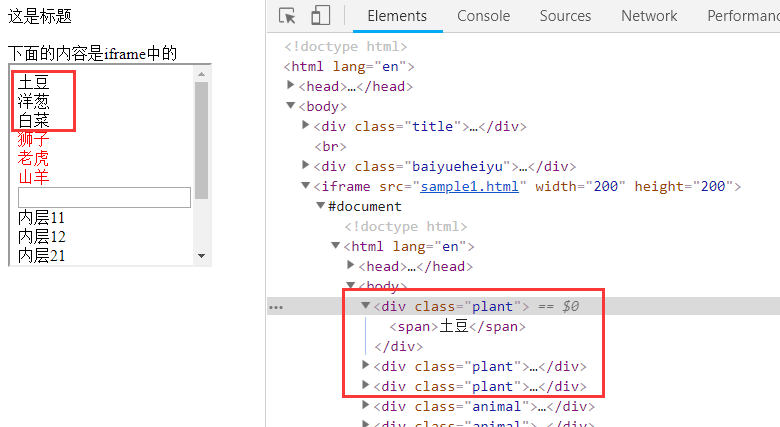 这是标题
下面的内容是iframe中的
土豆
洋葱
白菜
狮子
老虎
山羊
内层11
内层12
内层21
Elements Console Sources Network Performanc
<!doctype html>
<html lang="en">
<head>…</head>
<body>
<div class="title">…</div>
<br>
<div class="baiyueheiyu">…</div>
<iframe src="sample1.html" width="200" height="200">
#document
<!doctype html>
<html lang="en">
<head>…</head>
<body>
<div class="plant"> == $0
<span>土豆</span>
</div>
<div class="plant">…</div>
<div class="plant">…</div>
<div class="animal">…</div>
<div class="animal">…</div>